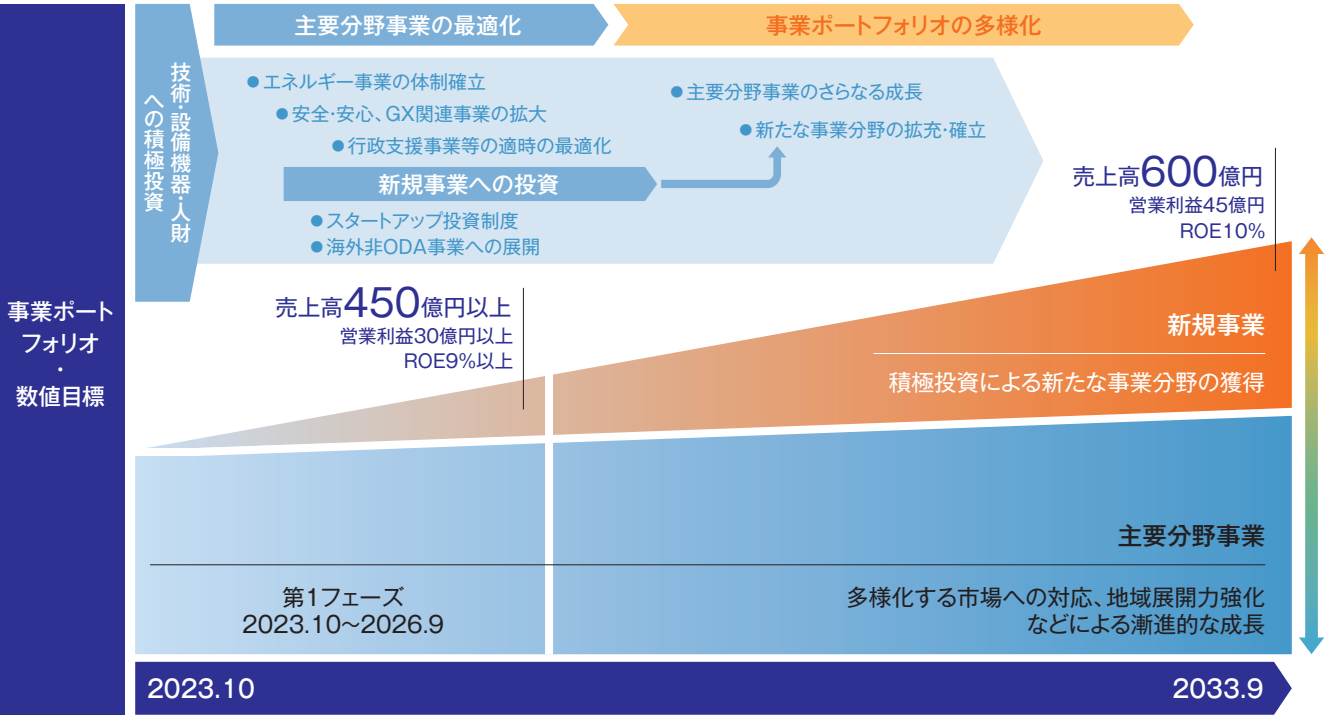 事業ポート
フォリオ
・
数値目標
技術・設備機器・人財
への積極投資
主要分野事業の最適化
事業ポートフォリオの多様化
●エネルギー事業の体制確立
●安全・安心、GX関連事業の拡大
●行政支援事業等の適時の最適化
新規事業への投資
●スタートアップ投資制度
●海外非ODA事業への展開
●主要分野事業のさらなる成長
●新たな事業分野の拡充・確立
売上高450億円以上
営業利益30億円以上
ROE9%以上
売上高600億円
営業利益45億円
ROE10%
新規事業
積極投資による新たな事業分野の獲得
主要分野事業
第1フェーズ
2023.10〜2026.9
多様化する市場への対応、地域展開力強化
などによる漸進的な成長
2023.10
2033.9